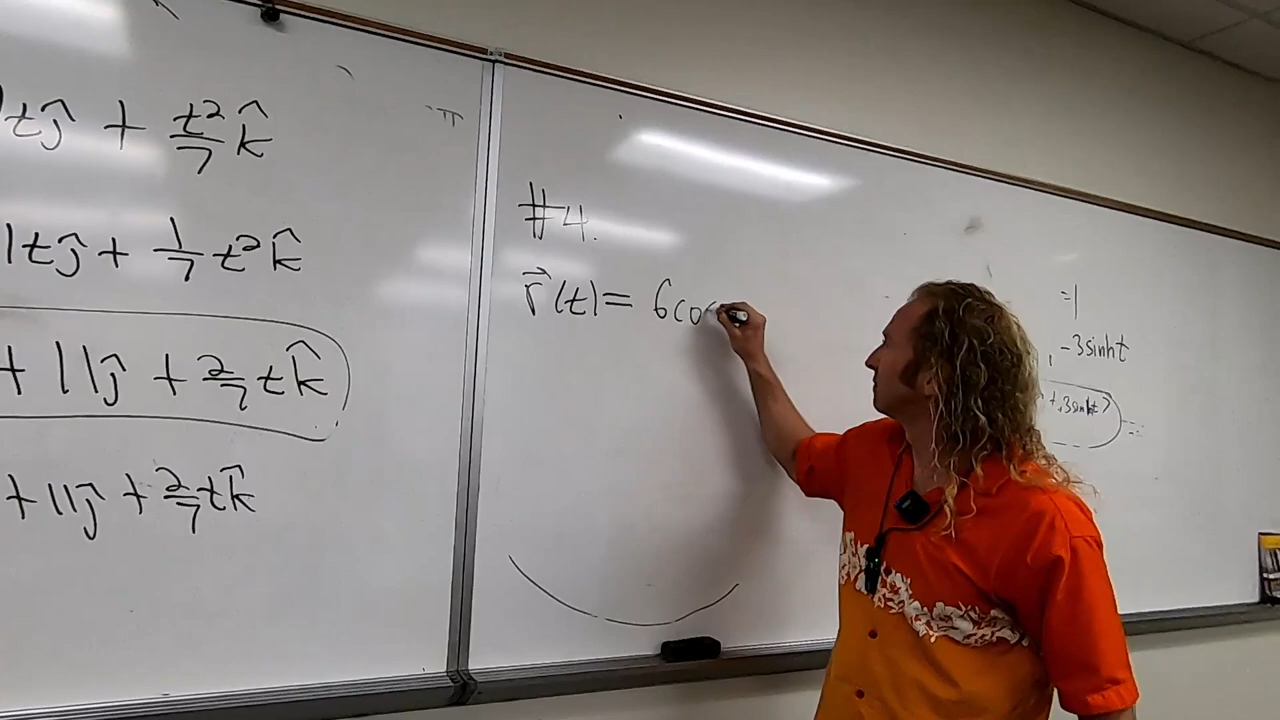 tĵ + t²/7 k̂
1tĵ + 1/7 t² k̂
+ 11ĵ + 2/7 t k̂
+ 11ĵ + 2/7 t k̂
π
#4.
r⃗(t) = 6co
=1
, -3sinht
t, 3sinht>